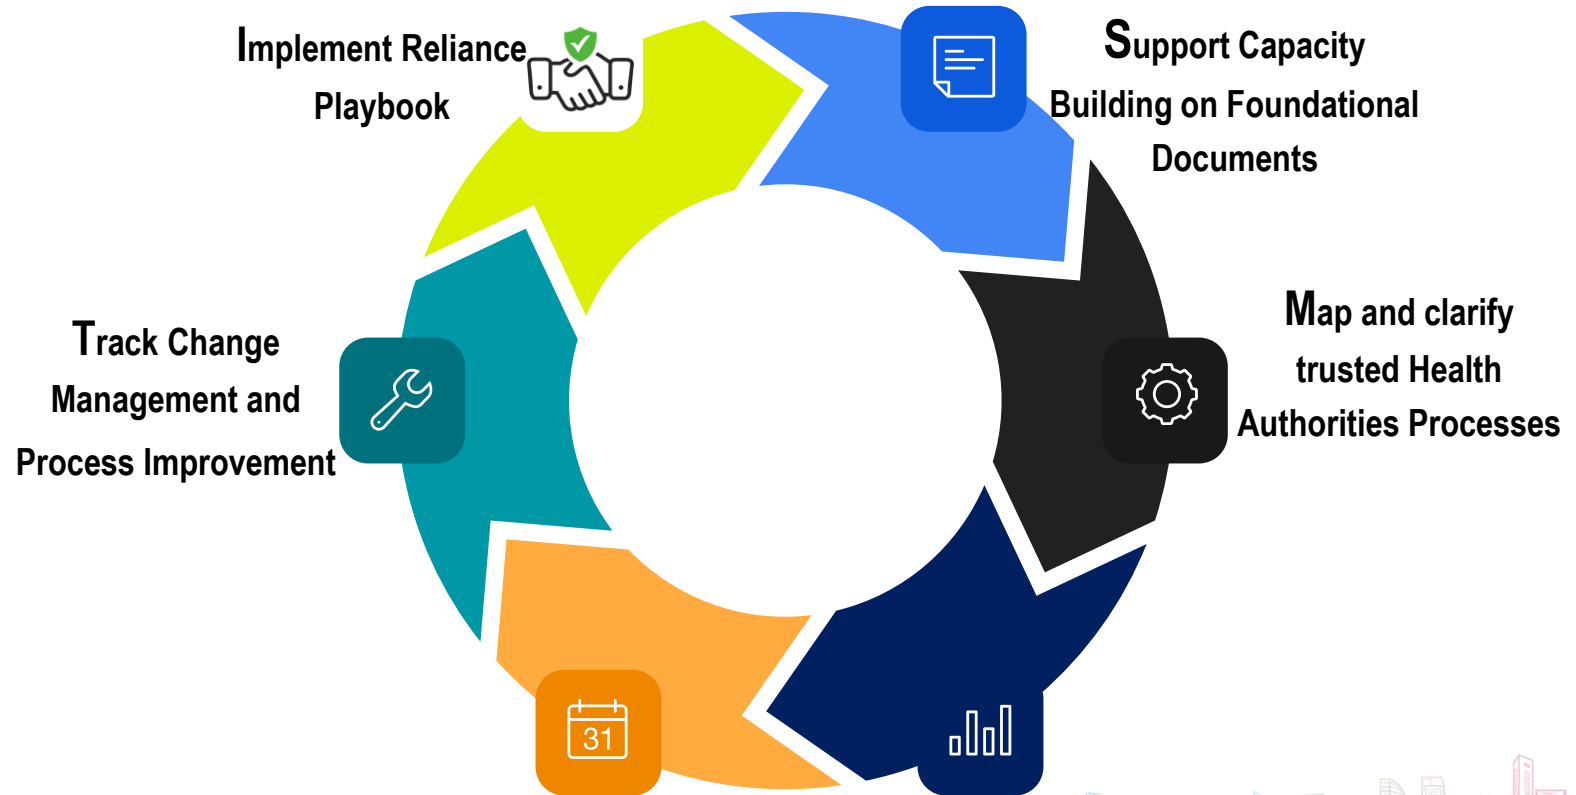 Implement Reliance
Playbook
Support Capacity
Building on Foundational
Documents
Map and clarify
trusted Health
Authorities Processes
Track Change
Management and
Process Improvement
31